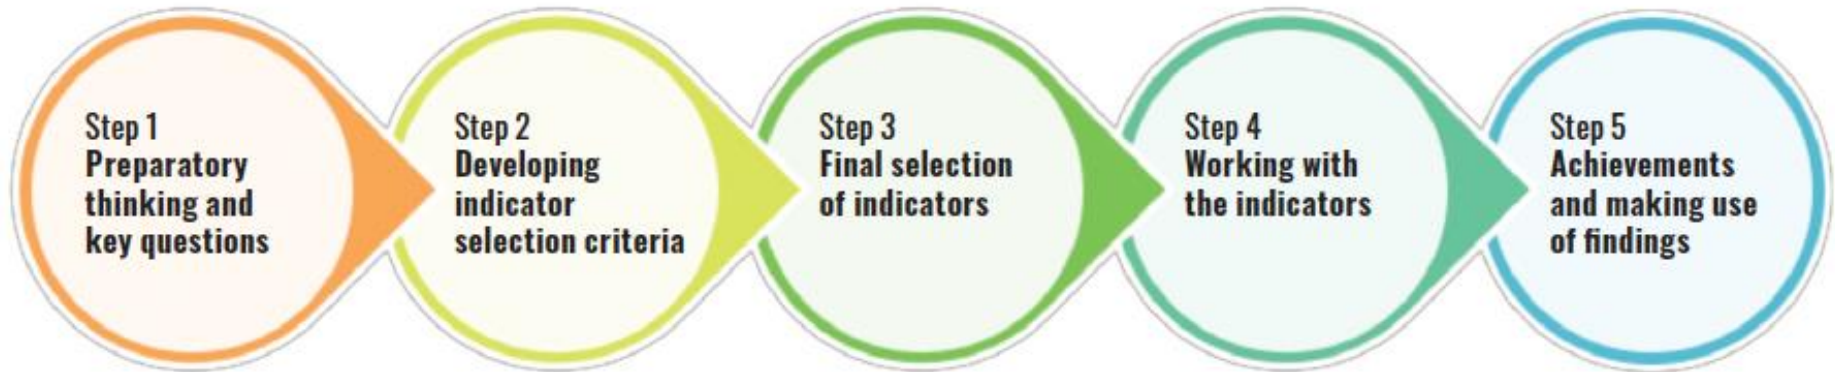 Step 1
Preparatory
thinking and
key questions
Step 2
Developing
indicator
selection criteria
Step 3
Final selection
of indicators
Step 4
Working with
the indicators
Step 5
Achievements
and making use
of findings